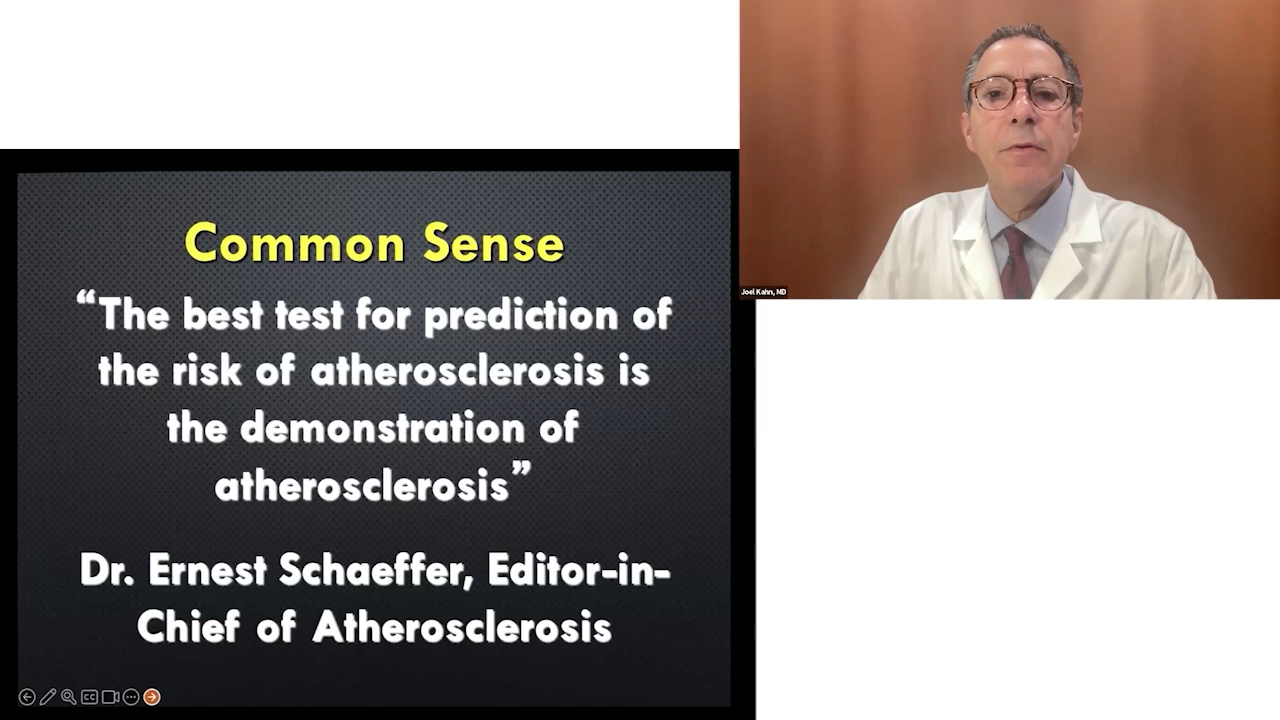 Common Sense
“The best test for prediction of
the risk of atherosclerosis is
the demonstration of
atherosclerosis”
Dr. Ernest Schaeffer, Editor-in-
Chief of Atherosclerosis
Joel Kahn, MD
CC